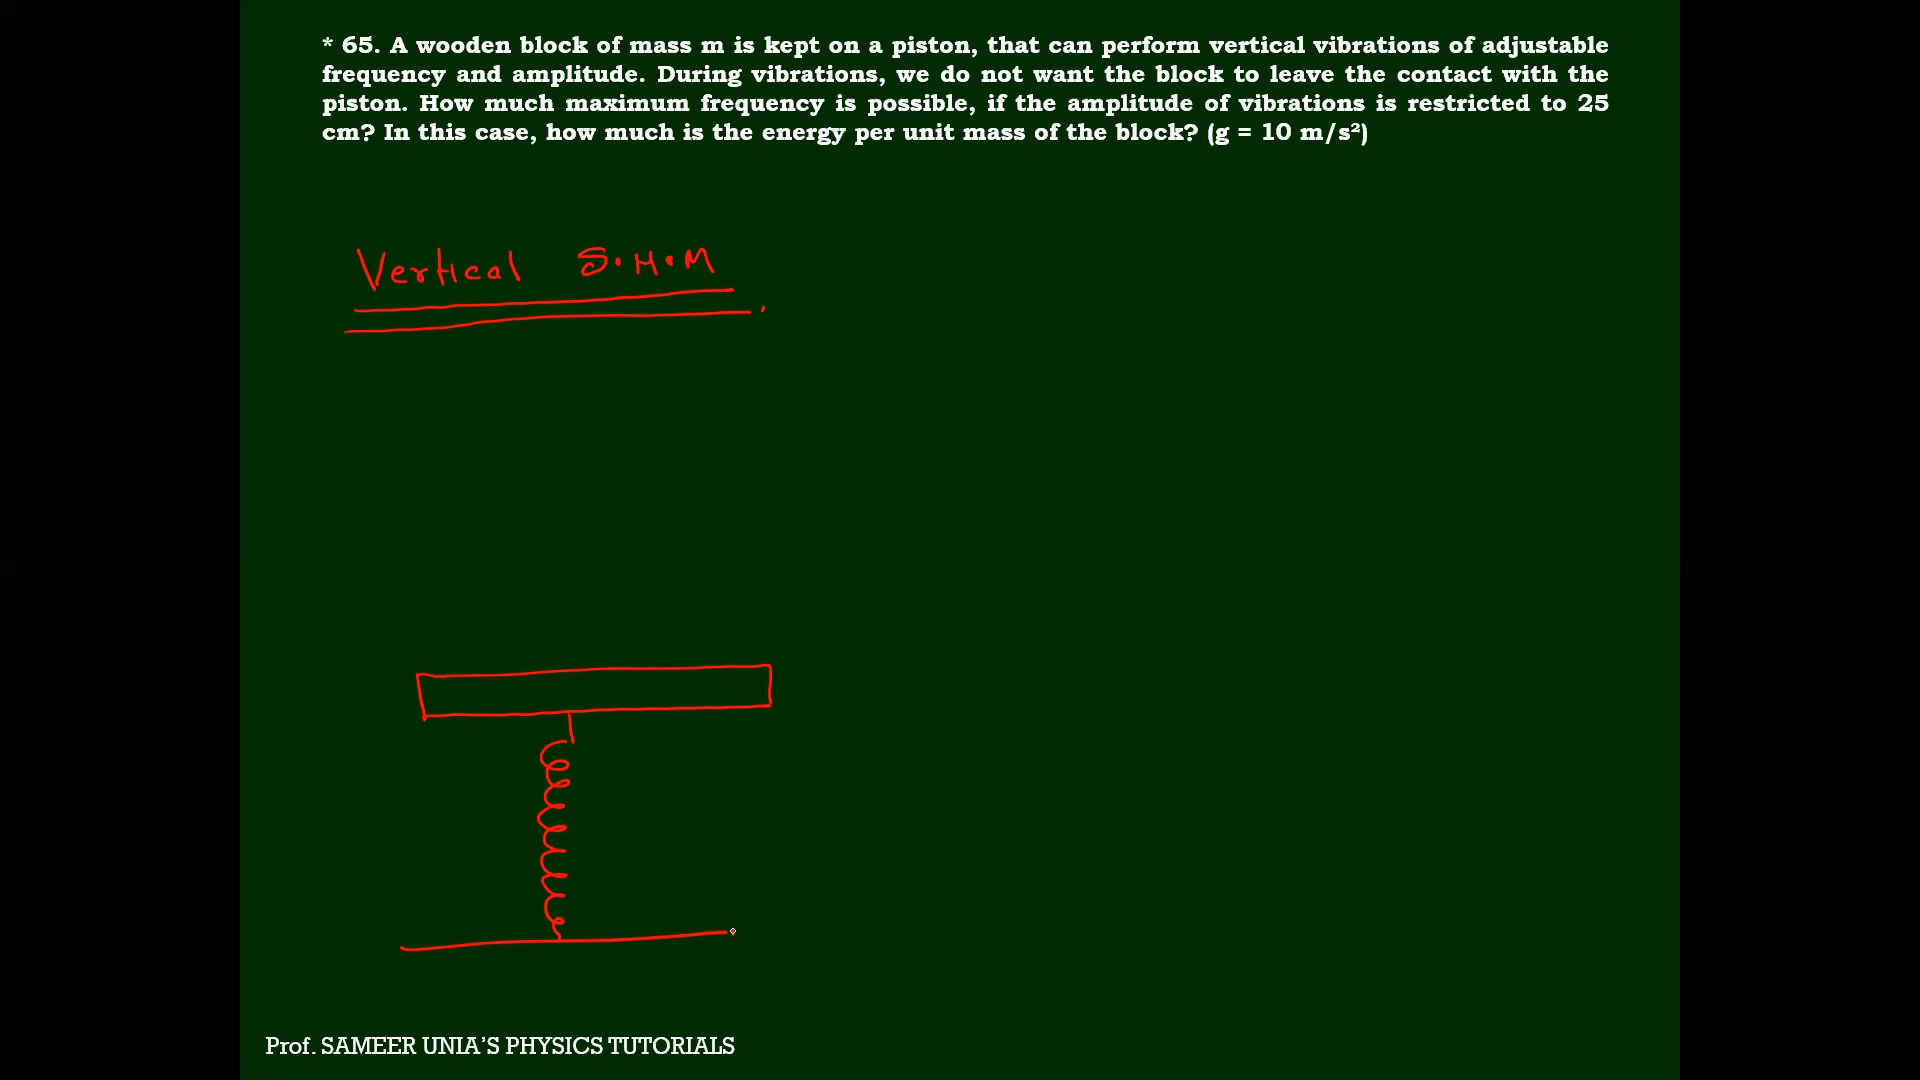 * 65. A wooden block of mass m is kept on a piston, that can perform vertical vibrations of adjustable
frequency and amplitude. During vibrations, we do not want the block to leave the contact with the
piston. How much maximum frequency is possible, if the amplitude of vibrations is restricted to 25
cm? In this case, how much is the energy per unit mass of the block? (g = 10 m/s²)
Vertical S.H.M.
Prof. SAMEER UNIA’S PHYSICS TUTORIALS